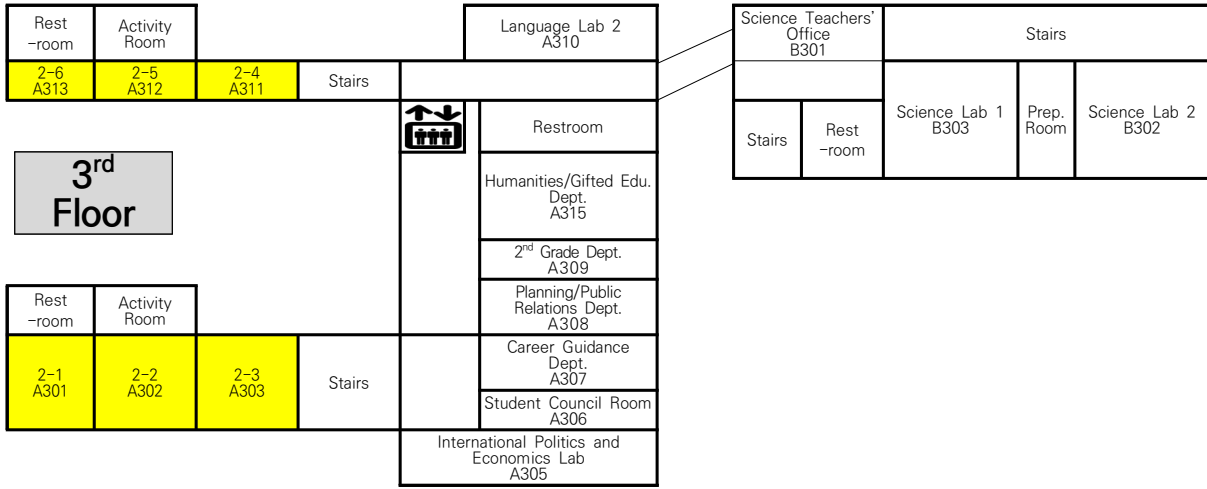 Rest
-room
Activity
Room
Language Lab 2
A310
Science Teachers'
Office
B301
Stairs
2-6
A313
2-5
A312
2-4
A311
Stairs
Restroom
Stairs
Rest
-room
Science Lab 1
B303
Prep.
Room
Science Lab 2
B302
3rd
Floor
Humanities/Gifted Edu.
Dept.
A315
2nd Grade Dept.
A309
Rest
-room
Activity
Room
Planning/Public
Relations Dept.
A308
2-1
A301
2-2
A302
2-3
A303
Stairs
Career Guidance
Dept.
A307
Student Council Room
A306
International Politics and
Economics Lab
A305